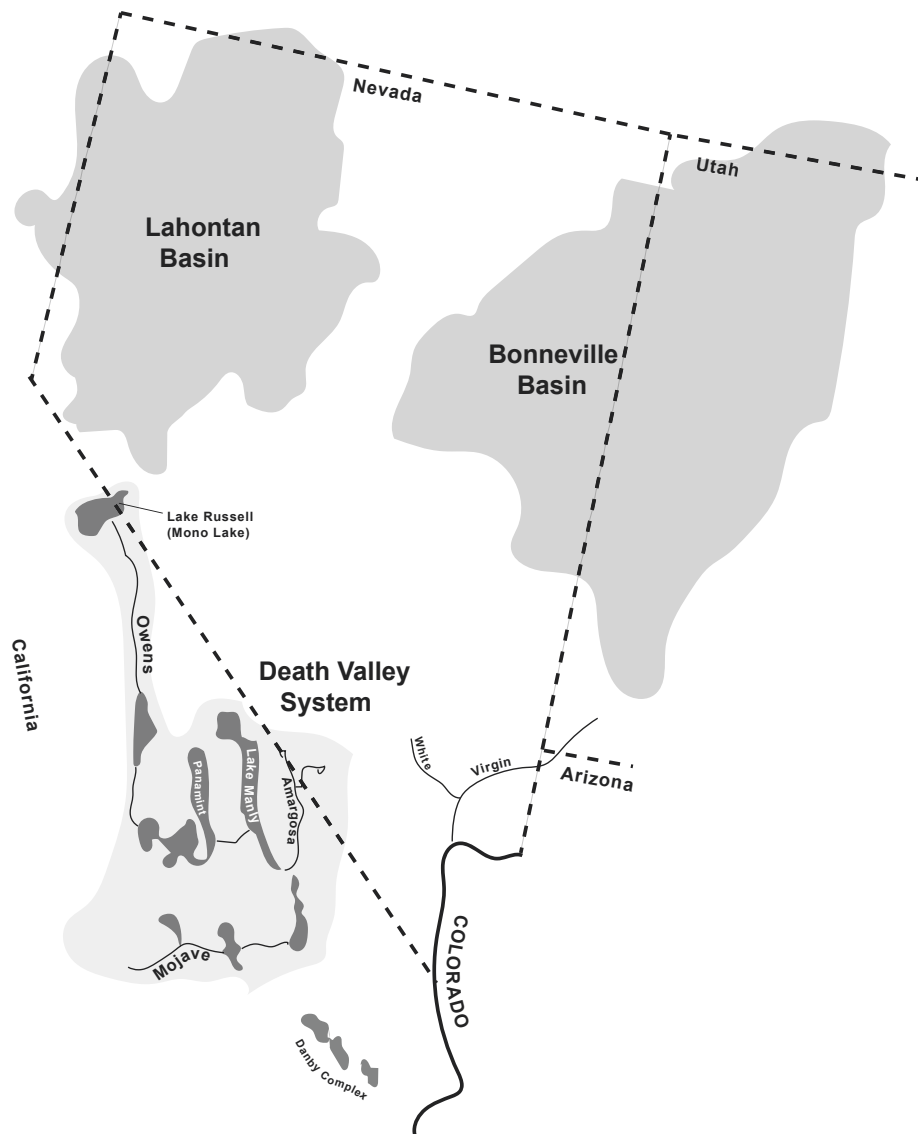 Nevada
Utah
Lahontan
Basin
Bonneville
Basin
Lake Russell
(Mono Lake)
Owens
California
Death Valley
System
White
Virgin
Arizona
Panamint
Lake Manly
Amargosa
COLORADO
Mojave
Danby Complex